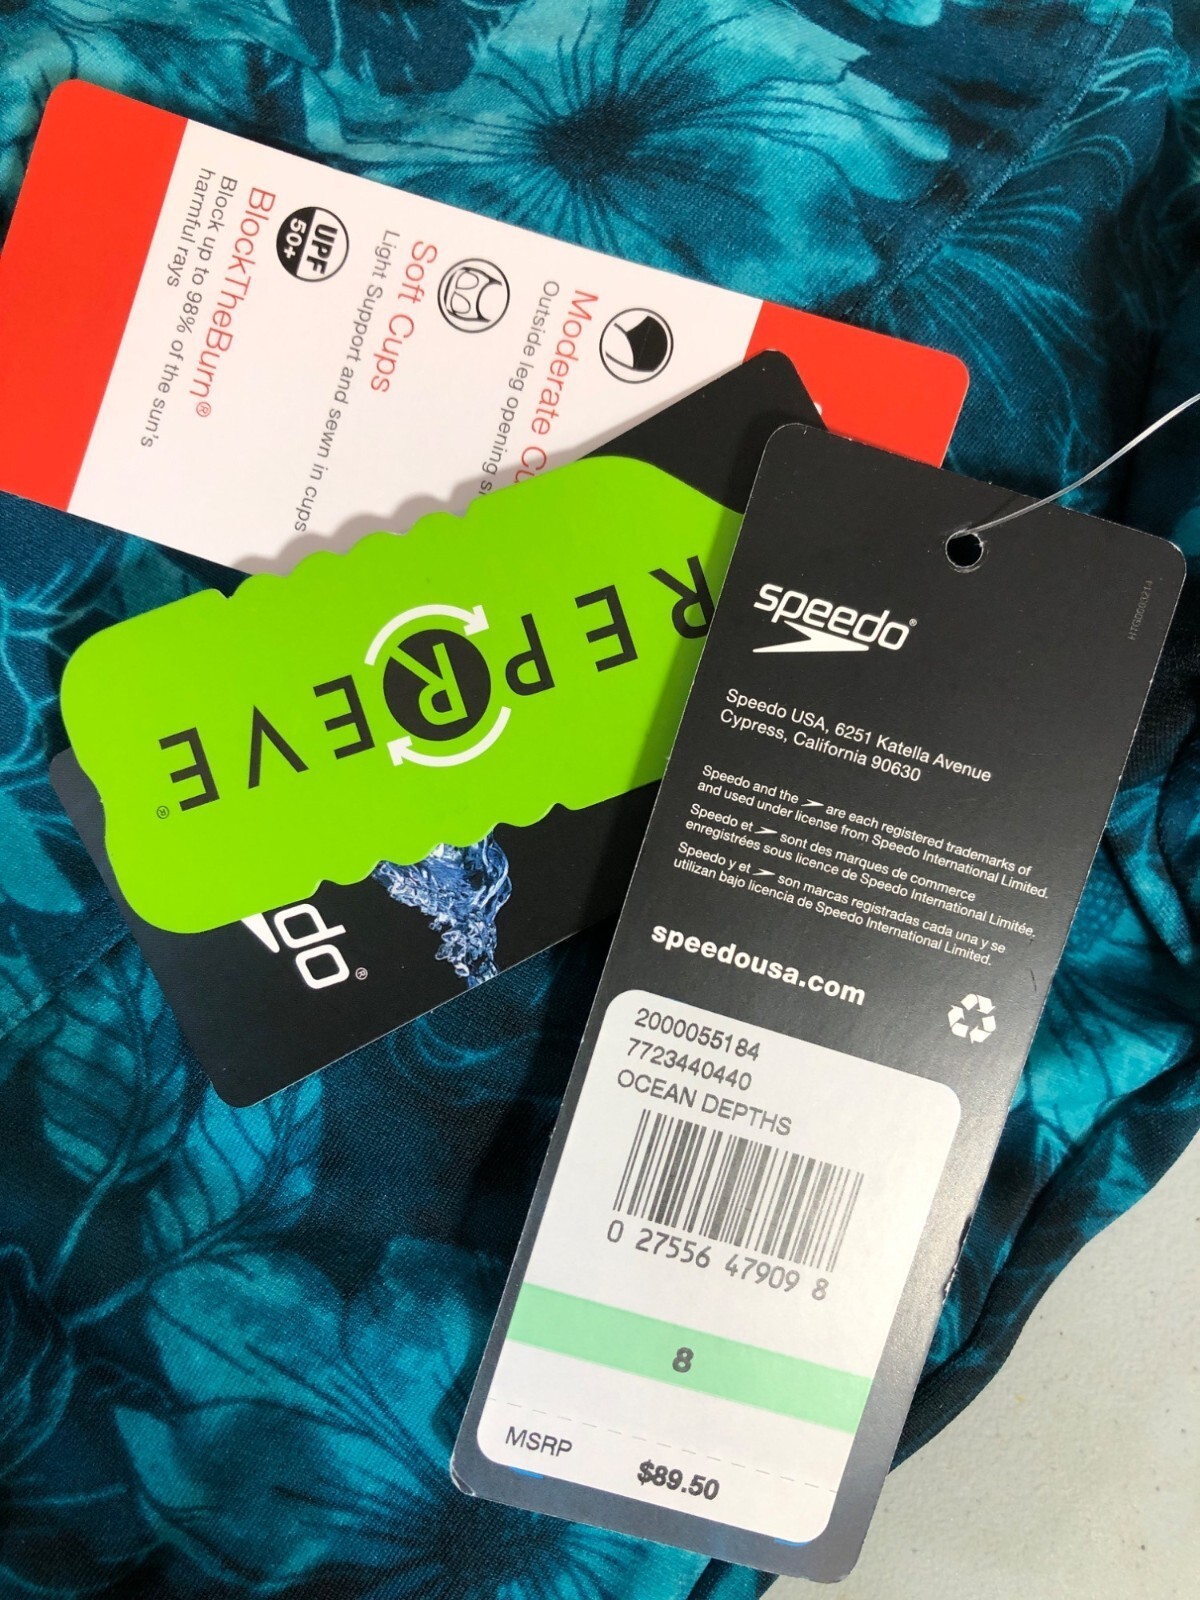 UPF
50+
BlockTheBurn®
Block up to 98% of the sun's
harmful rays
Soft Cups
Light Support and sewn in cups
Moderate
Outside leg opening
REPREVE®
R
do®
speedo®
Speedo USA, 6251 Katella Avenue
Cypress, California 90630
Speedo and the are each registered trademarks of
and used under license from Speedo International Limited.
Speedo et sont des marques de commerce
enregistrées sous licence de Speedo International Limitée.
Speedo y et son marcas registradas cada una y se
utilizan bajo licencia de Speedo International Limited.
speedousa.com
2000055184
7723440440
OCEAN DEPTHS
0 27556 47909 8
8
MSRP
$89.50